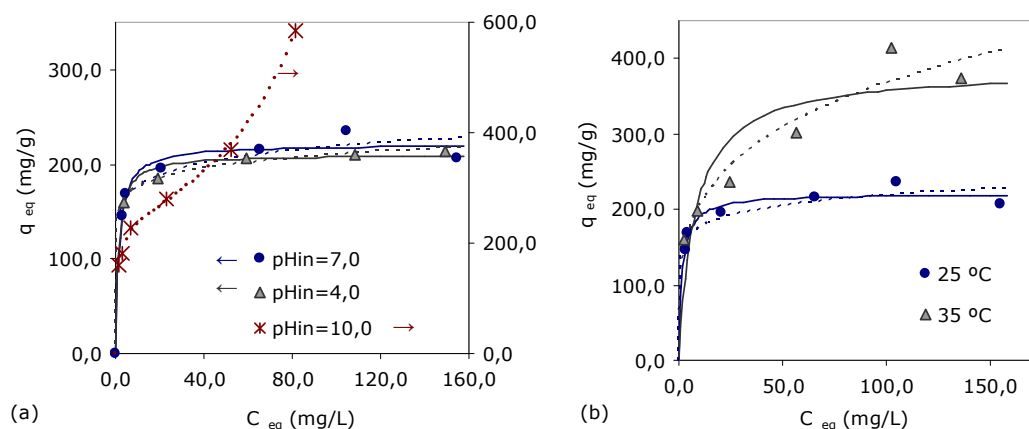 600,0
400,0
300,0
400,0
300,0
200,0
q eq (mg/g)
q eq (mg/g)
200,0
200,0
100,0
← pHin=7,0
25 ºC
100,0
← pHin=4,0
35 ºC
pHin=10,0 →
0,0
0,0
0,0
0,0 40,0 80,0 120,0 160,0
0,0 50,0 100,0 150,0
(a) C eq (mg/L)
(b) C eq (mg/L)